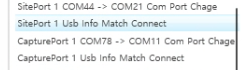 SitePort 1 COM44 -> COM21 Com Port Chage
SitePort 1 Usb Info Match Connect
CapturePort 1 COM78 -> COM11 Com Port Chage
CapturePort 1 Usb Info Match Connect